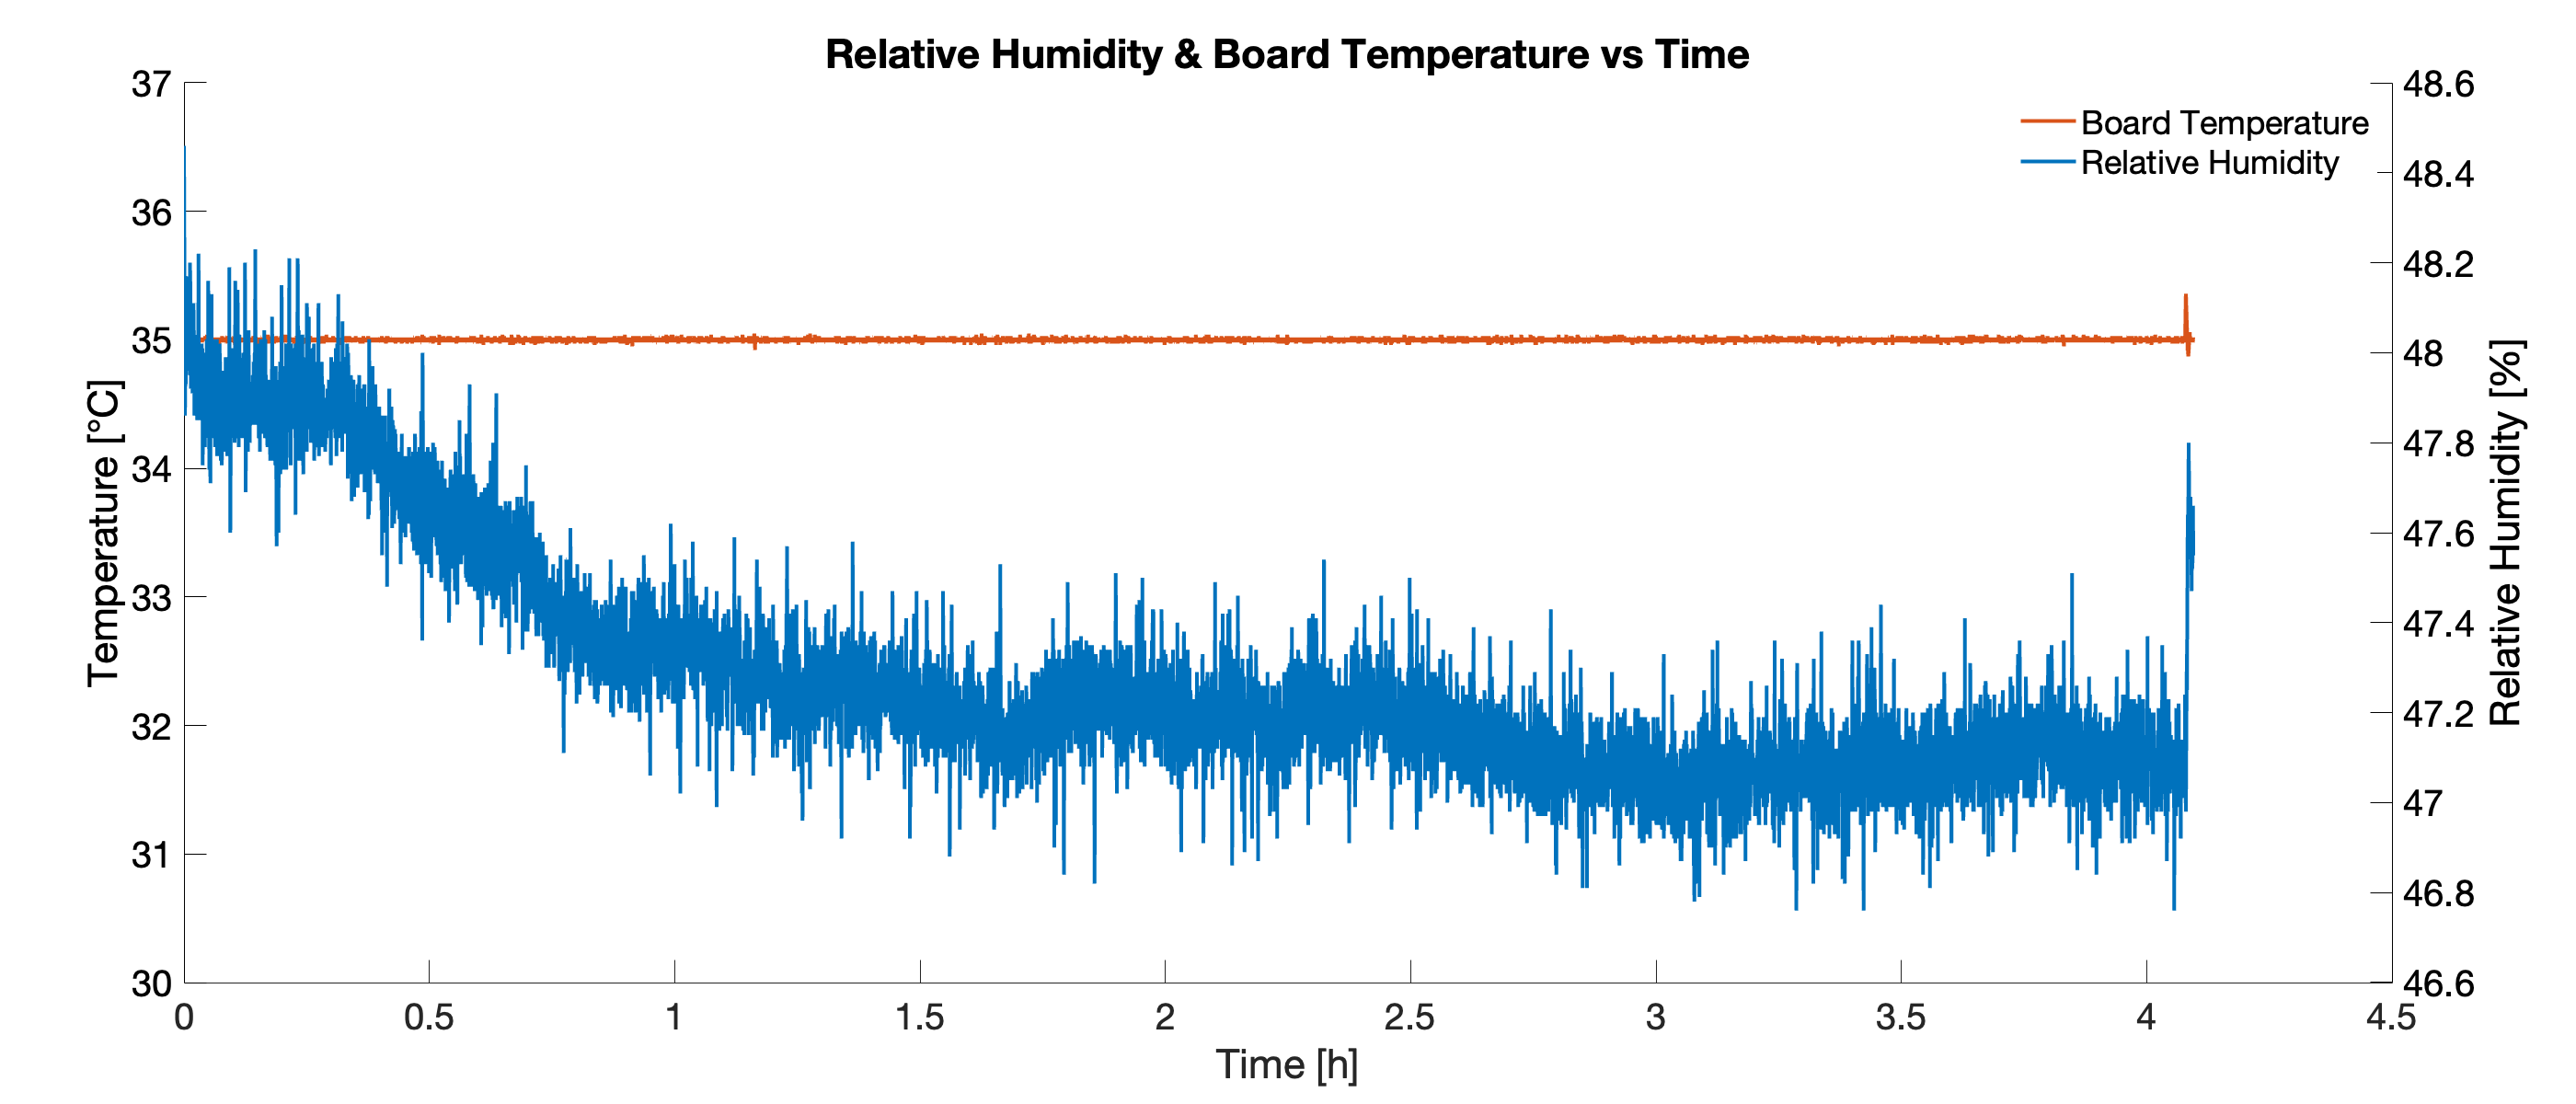 Relative Humidity & Board Temperature vs Time
Temperature [°C]
37
36
35
34
33
32
31
30
Board Temperature
Relative Humidity
48.6
48.4
48.2
48
47.8
47.6
47.4
47.2
47
46.8
46.6
Relative Humidity [%]
0 0.5 1 1.5 2 2.5 3 3.5 4 4.5
Time [h]